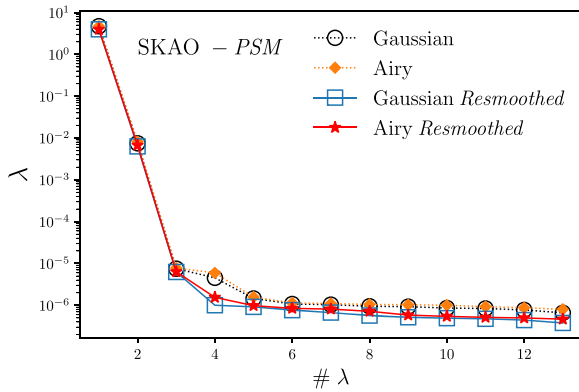 SKAO − PSM
Gaussian
Airy
Gaussian Resmoothed
Airy Resmoothed
λ
10^1
10^0
10^-1
10^-2
10^-3
10^-4
10^-5
10^-6
2 4 6 8 10 12
# λ